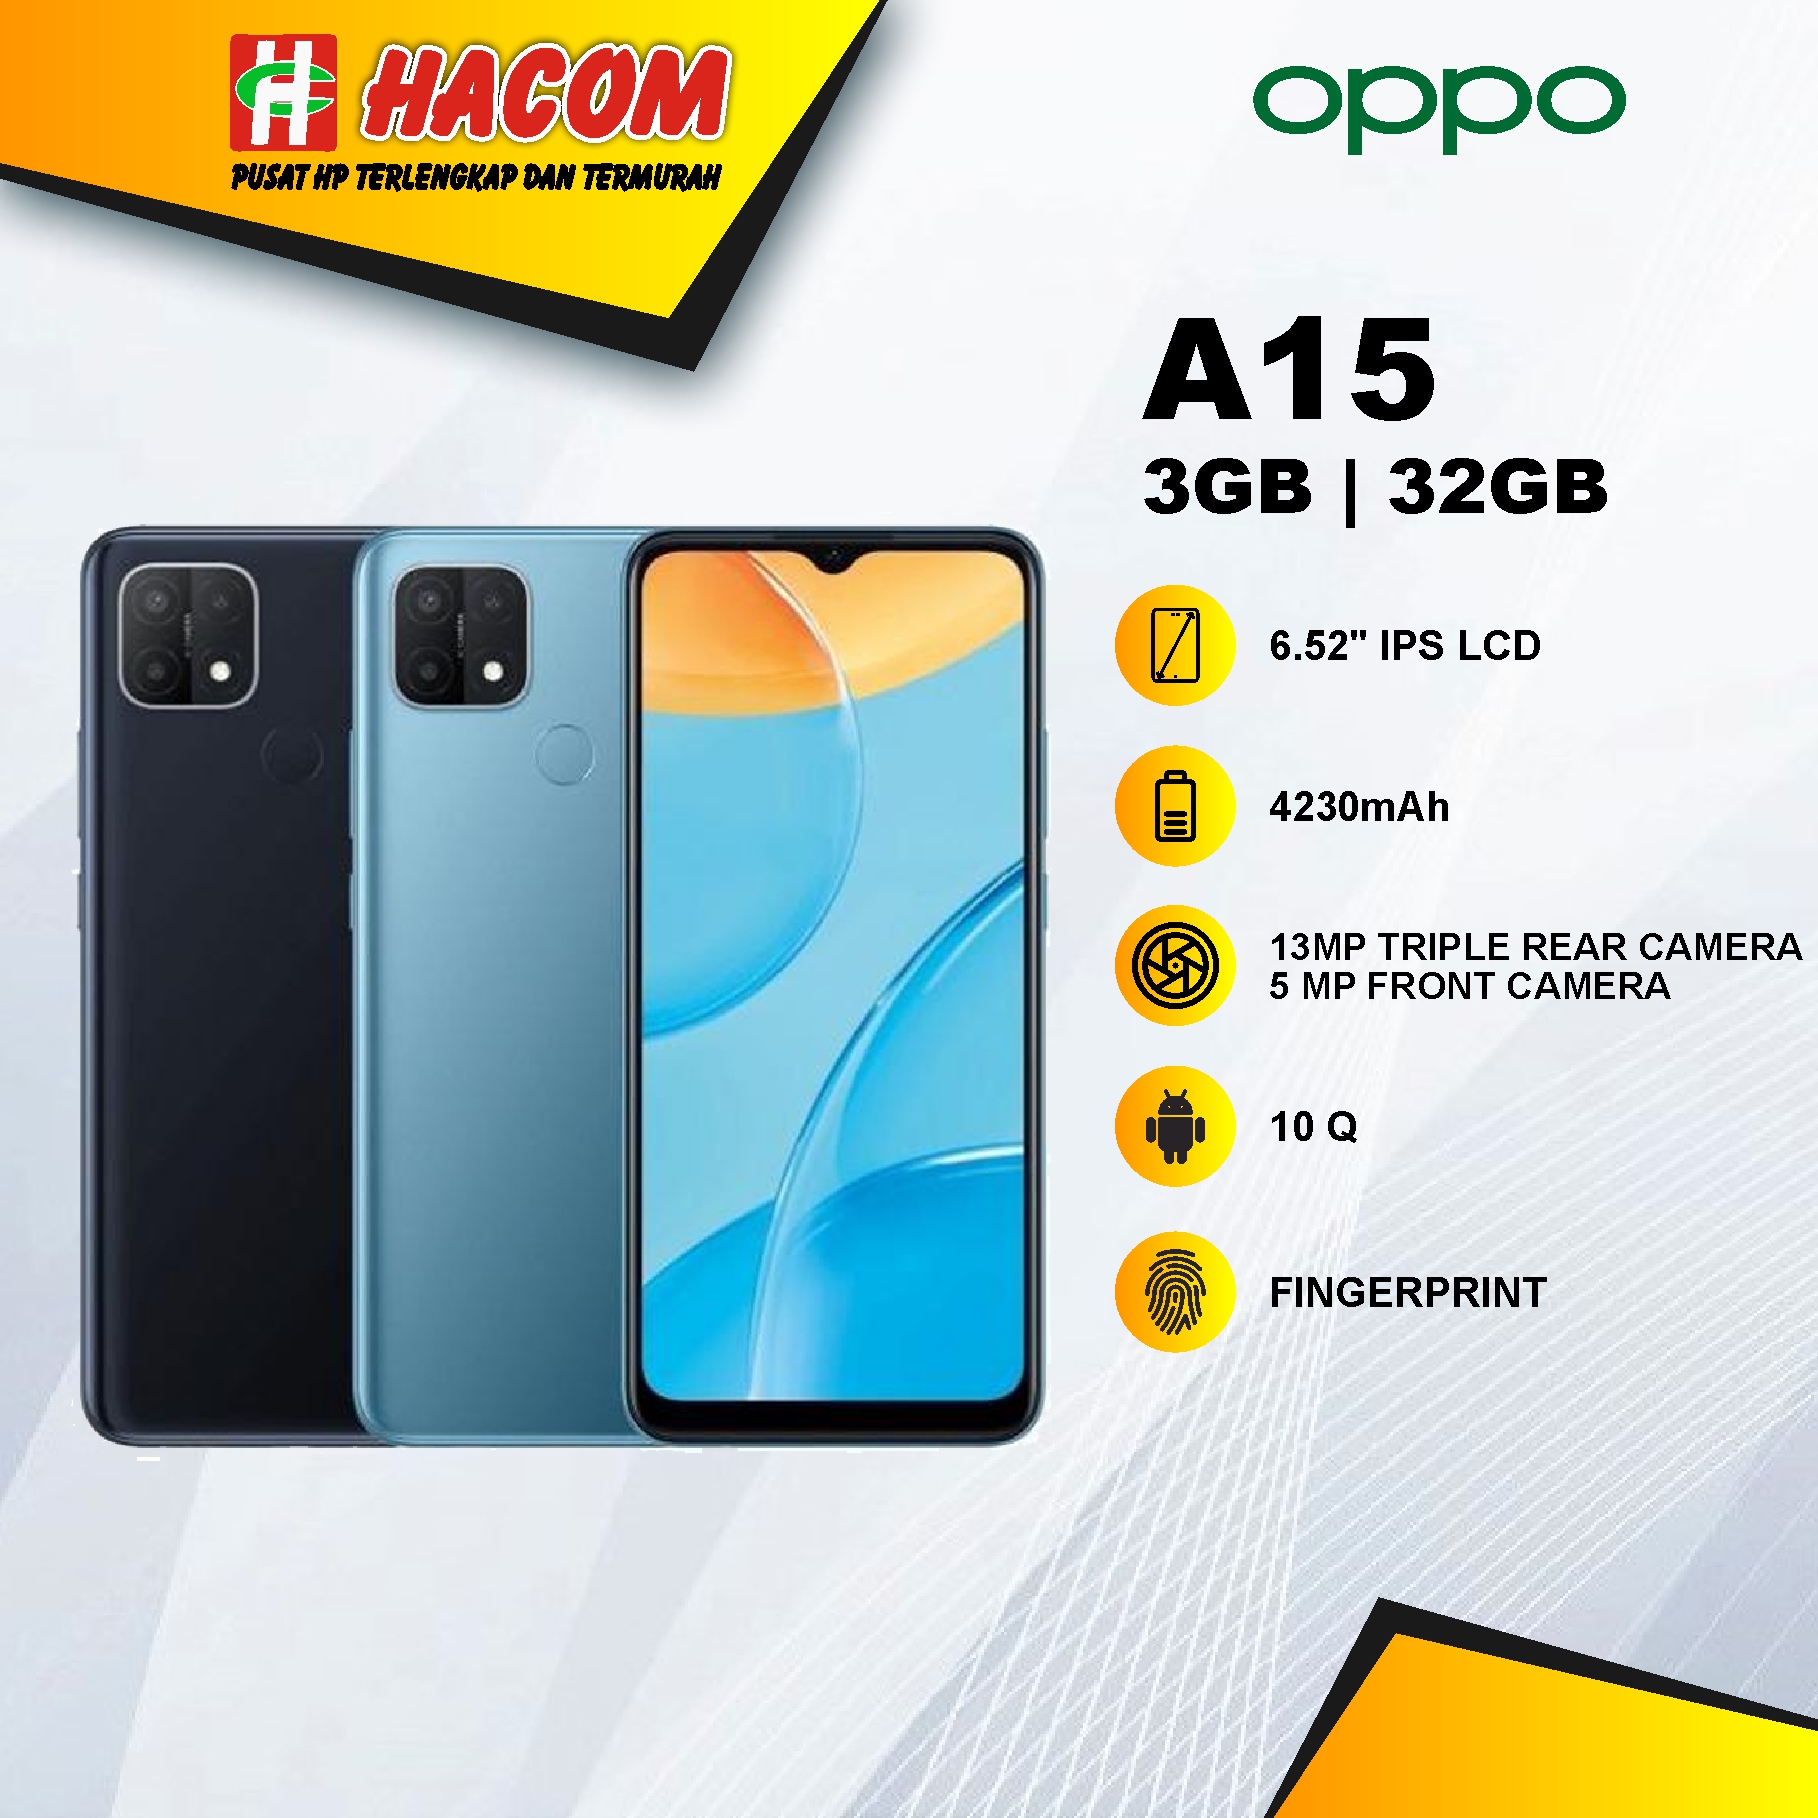 HACOM
PUSAT HP TERLENGKAP DAN TERMURAH
oppo
A15
3GB | 32GB
6.52" IPS LCD
4230mAh
13MP TRIPLE REAR CAMERA
5 MP FRONT CAMERA
10 Q
FINGERPRINT